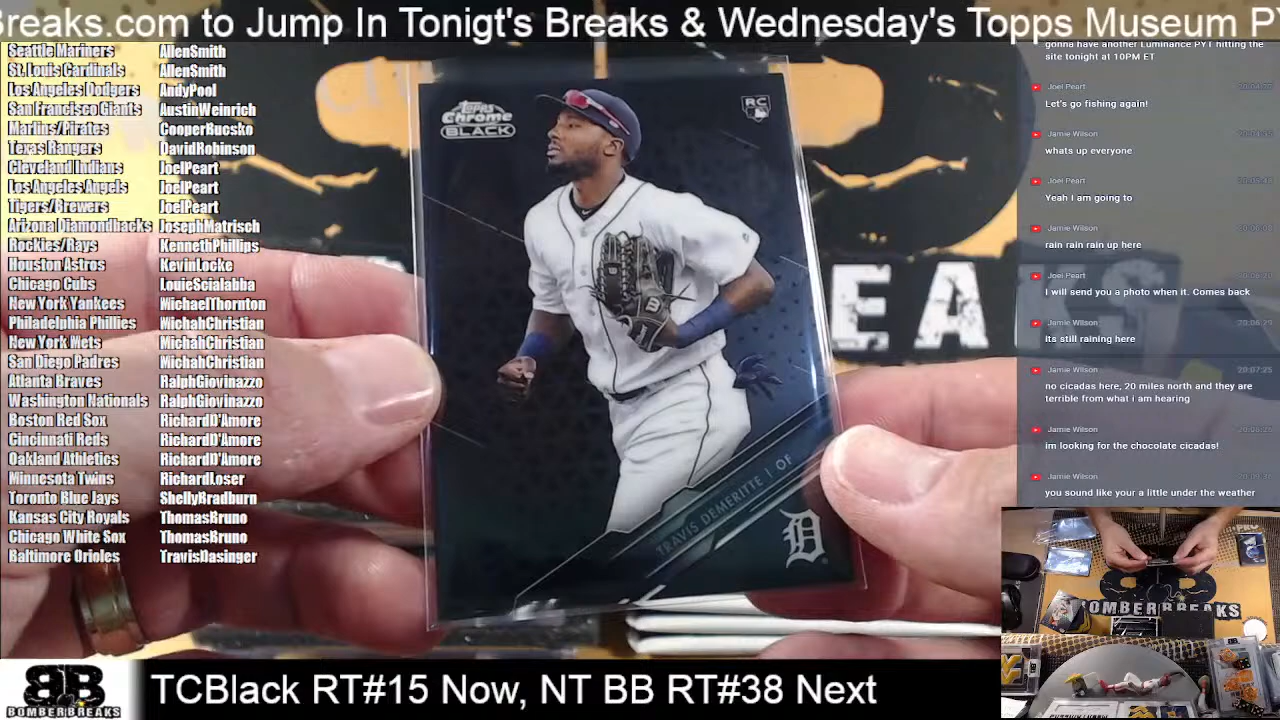 Breaks.com to Jump In Tonigt's Breaks & Wednesday's Topps Museum PY
Seattle Mariners AllenSmith
St. Louis Cardinals AllenSmith
Los Angeles Dodgers AndyPool
San Francisco Giants AustinWeinrich
Marlins/Pirates CooperBucsko
Texas Rangers DavidRobinson
Cleveland Indians JoelPeart
Los Angeles Angels JoelPeart
Tigers/Brewers JoelPeart
Arizona Diamondbacks JosephMatrisch
Rockies/Rays KennethPhillips
Houston Astros KevinLocke
Chicago Cubs LouieScialabba
New York Yankees MichaelThornton
Philadelphia Phillies MichahChristian
New York Mets MichahChristian
San Diego Padres MichahChristian
Atlanta Braves RalphGiovinazzo
Washington Nationals RalphGiovinazzo
Boston Red Sox RichardD'Amore
Cincinnati Reds RichardD'Amore
Oakland Athletics RichardD'Amore
Minnesota Twins RichardLoser
Toronto Blue Jays ShellyBradburn
Kansas City Royals ThomasBruno
Chicago White Sox ThomasBruno
Baltimore Orioles TravisDasinger
Topps
Chrome
BLACK
RC
TRAVIS DEMERITTE | OF
D
EAKS
gonna have another Luminance PYT hitting the
site tonight at 10PM ET
Joel Peart
Let's go fishing again!
Jamie Wilson
whats up everyone
Joel Peart
Yeah I am going to
Jamie Wilson
rain rain rain up here
Joel Peart
I will send you a photo when it. Comes back
Jamie Wilson
its still raining here
Jamie Wilson 20:07:25
no cicadas here, 20 miles north and they are
terrible from what i am hearing
Jamie Wilson
im looking for the chocolate cicadas!
Jamie Wilson
you sound like your a little under the weather
BOMBERBREAKS
BB
BOMBERBREAKS
TCBlack RT#15 Now, NT BB RT#38 Next